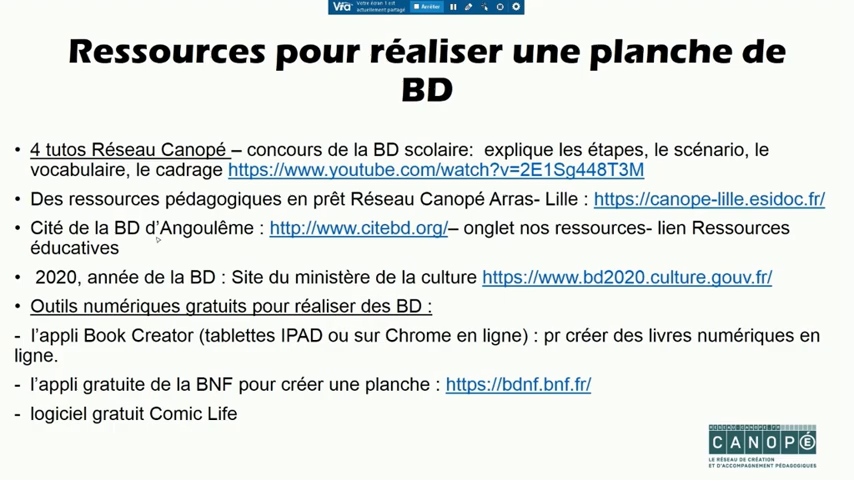 Votre écran 1 est
actuellement partagé
Arrêter
Ressources pour réaliser une planche de
BD
• 4 tutos Réseau Canopé – concours de la BD scolaire: explique les étapes, le scénario, le
vocabulaire, le cadrage https://www.youtube.com/watch?v=2E1Sg448T3M
• Des ressources pédagogiques en prêt Réseau Canopé Arras- Lille : https://canope-lille.esidoc.fr/
• Cité de la BD d'Angoulême : http://www.citebd.org/– onglet nos ressources- lien Ressources
éducatives
• 2020, année de la BD : Site du ministère de la culture https://www.bd2020.culture.gouv.fr/
• Outils numériques gratuits pour réaliser des BD :
- l'appli Book Creator (tablettes IPAD ou sur Chrome en ligne) : pr créer des livres numériques en
ligne.
- l'appli gratuite de la BNF pour créer une planche : https://bdnf.bnf.fr/
- logiciel gratuit Comic Life
CANOPÉ
LE RÉSEAU DE CRÉATION
ET D'ACCOMPAGNEMENT PÉDAGOGIQUES